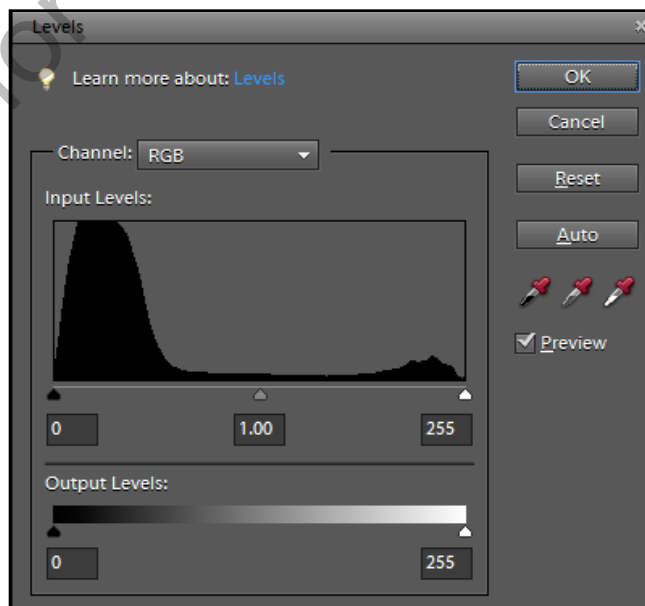 Levels
Learn more about: Levels
OK
Cancel
Channel: RGB
Reset
Input Levels:
Auto
Preview
0 1.00 255
Output Levels:
0 255